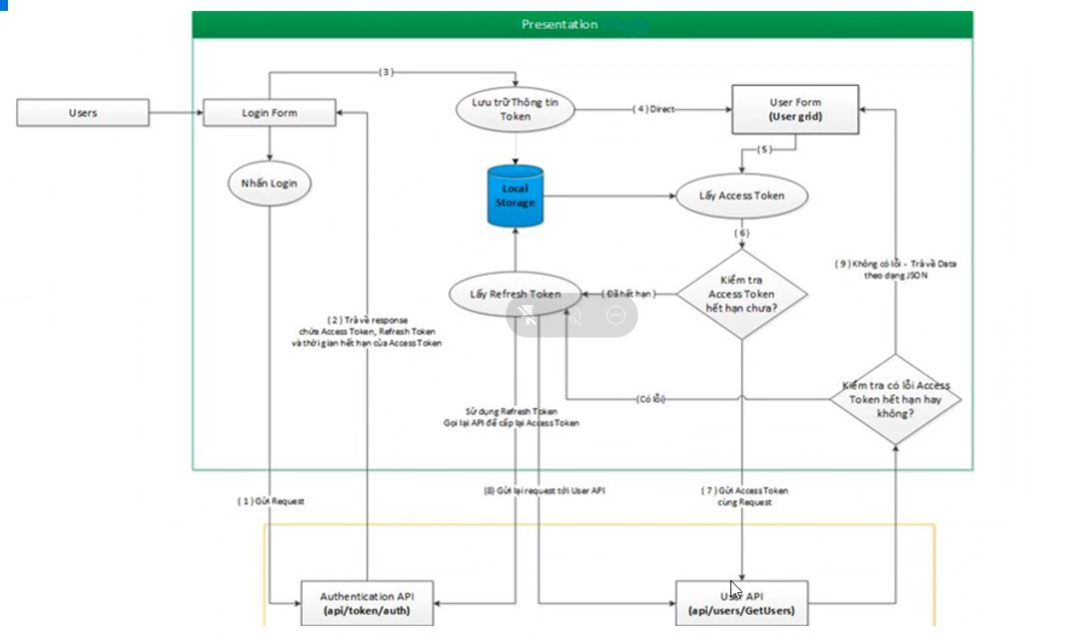 Presentation
(3)
Users
Login Form
Lưu trữ Thông tin
Token
(4) Direct
User Form
(User grid)
(5)
Nhấn Login
Local
Storage
Lấy Access Token
(6)
Kiểm tra
Access Token
hết hạn chưa?
(Đã hết hạn)
Lấy Refresh Token
(9) Không có lỗi - Trả về Data
theo dạng JSON
(2) Trả về response
chứa Access Token, Refresh Token
và thời gian hết hạn của Access Token
Kiểm tra có lỗi Access
Token hết hạn hay
không?
(Có lỗi)
Sử dụng Refresh Token
Gọi lại API để cấp lại Access Token
(1) Gửi Request
(8) Gửi lại request tới User API
(7) Gửi Access Token
cùng Request
Authentication API
(api/token/auth)
User API
(api/users/GetUsers)